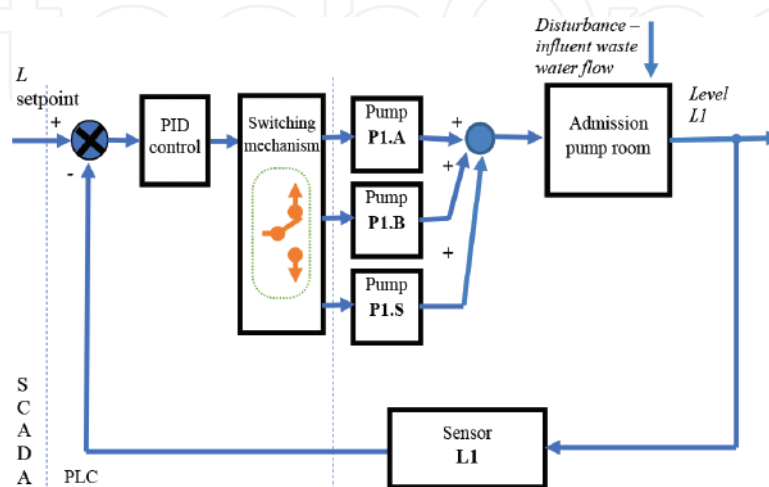 Disturbance –
influent waste
water flow
L
setpoint
+
-
PID
control
Switching
mechanism
Pump
P1.A
Pump
P1.B
Pump
P1.S
+
+
+
Admission
pump room
Level
L1
Sensor
L1
S
C
A
D
A
PLC